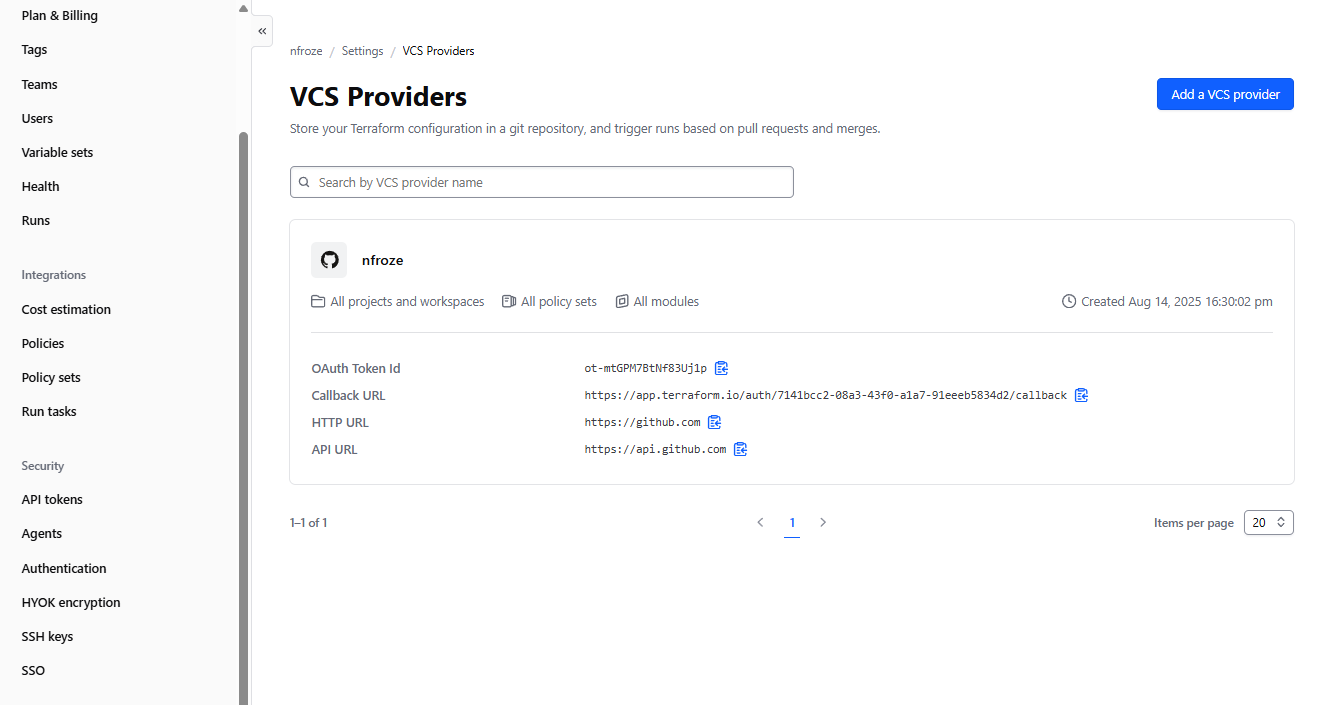 Plan & Billing
Tags
Teams
Users
Variable sets
Health
Runs
Integrations
Cost estimation
Policies
Policy sets
Run tasks
Security
API tokens
Agents
Authentication
HYOK encryption
SSH keys
SSO
nfroze / Settings / VCS Providers
VCS Providers
Add a VCS provider
Store your Terraform configuration in a git repository, and trigger runs based on pull requests and merges.
Search by VCS provider name
nfroze
All projects and workspaces All policy sets All modules Created Aug 14, 2025 16:30:02 pm
OAuth Token Id ot-mtGPM7BtNf83Uj1p
Callback URL https://app.terraform.io/auth/7141bcc2-08a3-43f0-a1a7-91eeeb5834d2/callback
HTTP URL https://github.com
API URL https://api.github.com
1–1 of 1 1 Items per page 20